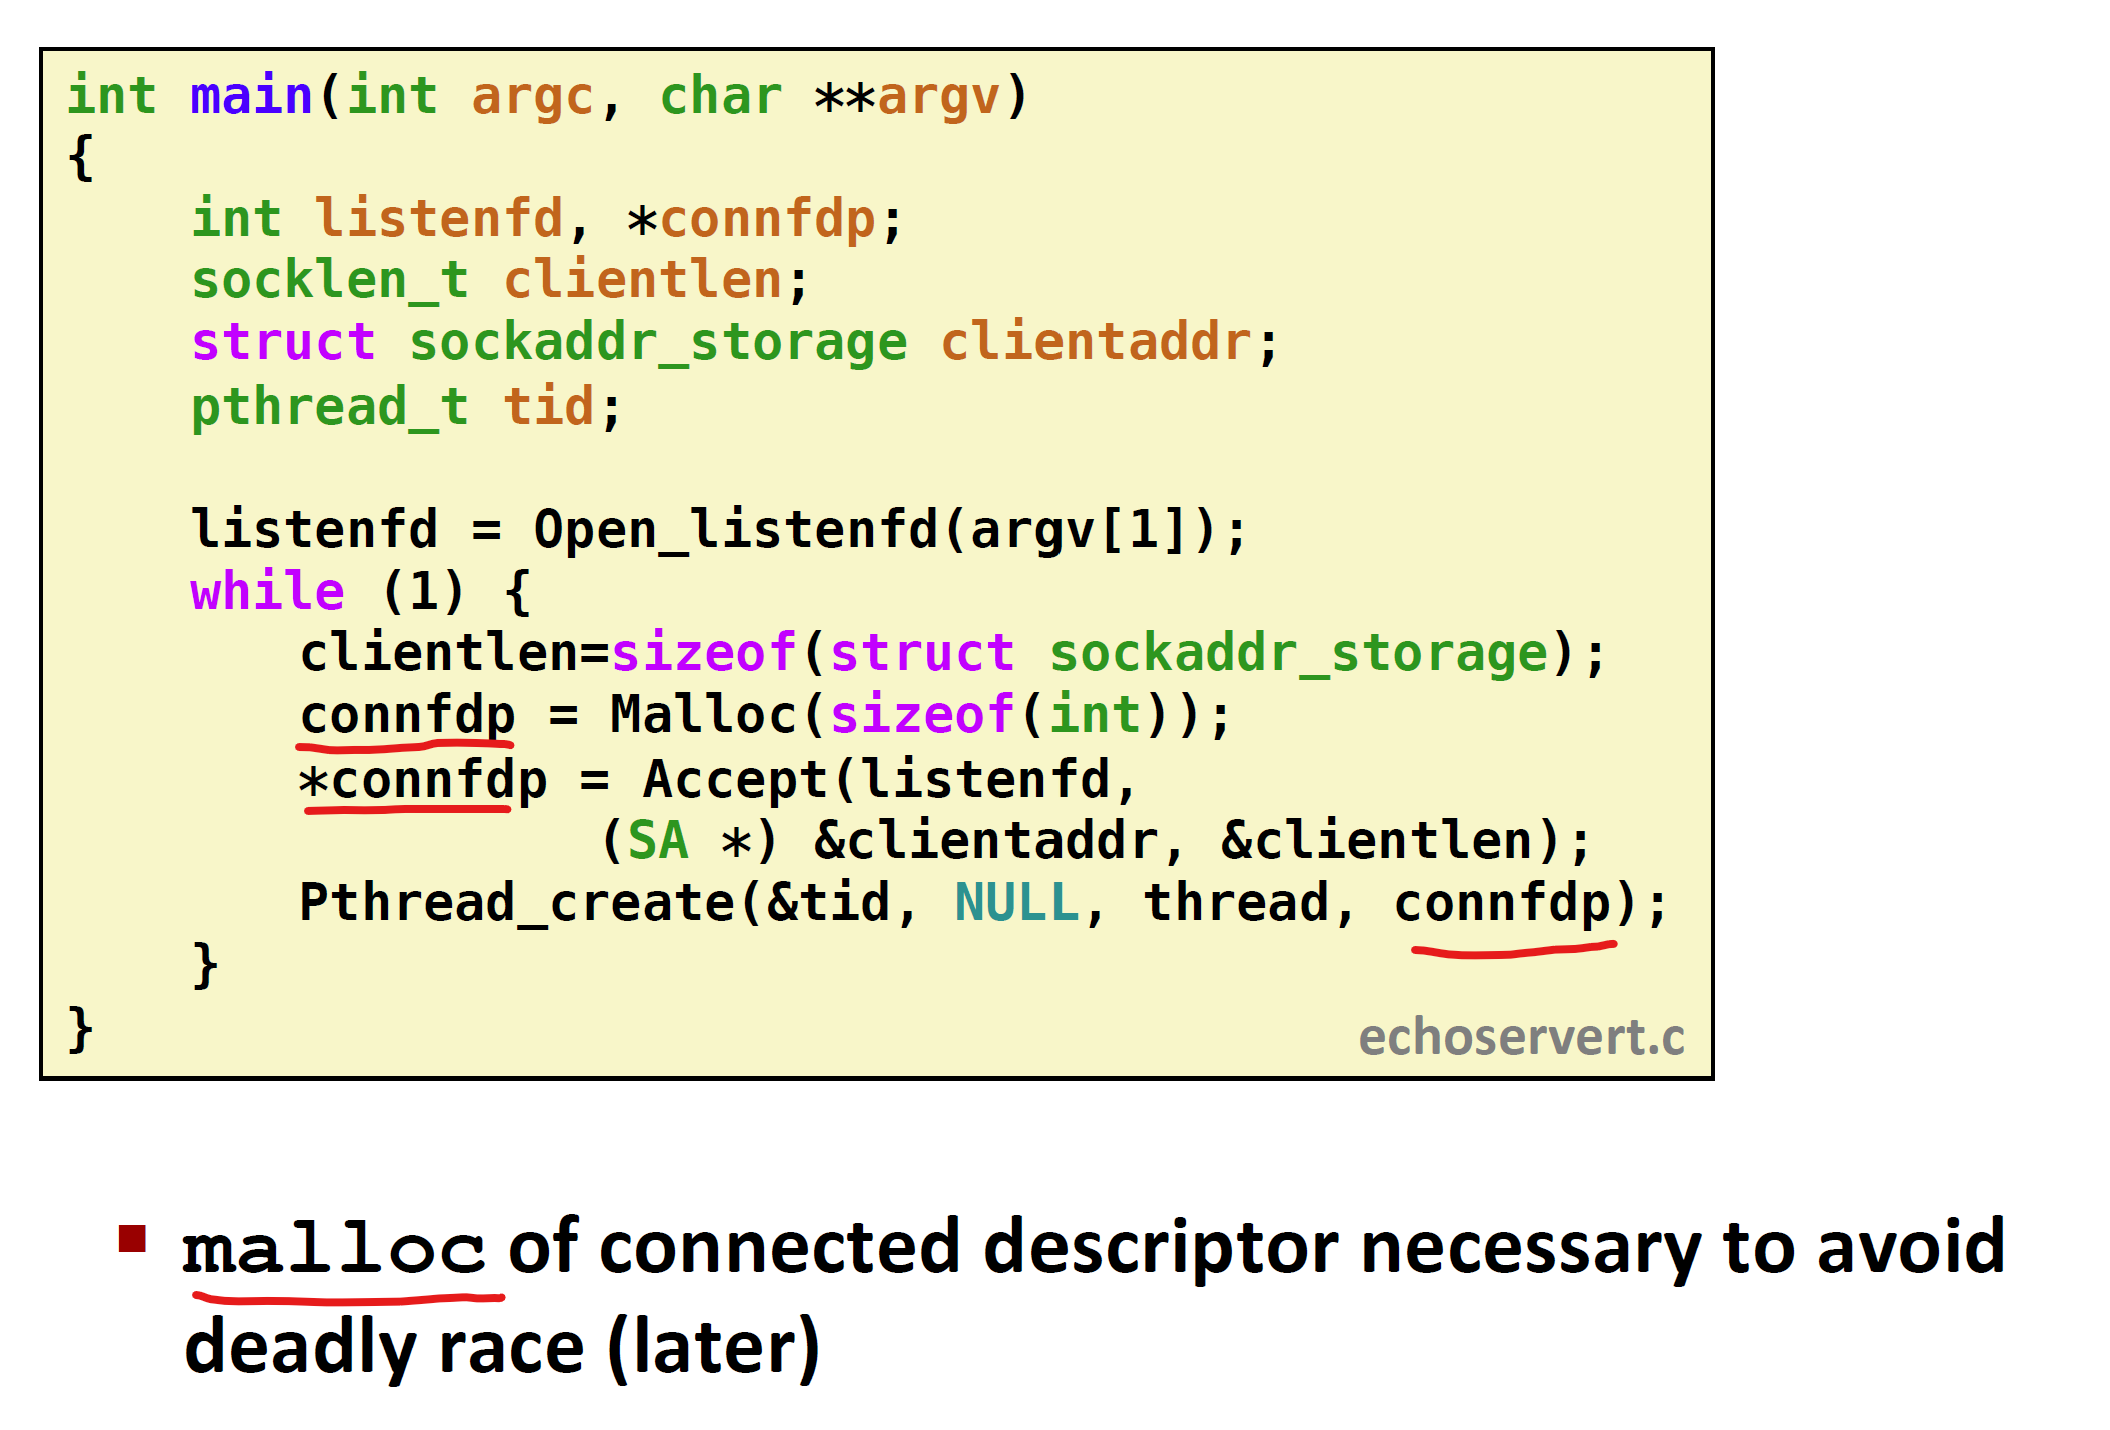 int main(int argc, char **argv)
{
    int listenfd, *connfdp;
    socklen_t clientlen;
    struct sockaddr_storage clientaddr;
    pthread_t tid;

    listenfd = Open_listenfd(argv[1]);
    while (1) {
        clientlen=sizeof(struct sockaddr_storage);
        connfdp = Malloc(sizeof(int));
        *connfdp = Accept(listenfd,
                  (SA *) &clientaddr, &clientlen);
        Pthread_create(&tid, NULL, thread, connfdp);
    }
}
echoservert.c
▪ malloc of connected descriptor necessary to avoid
deadly race (later)